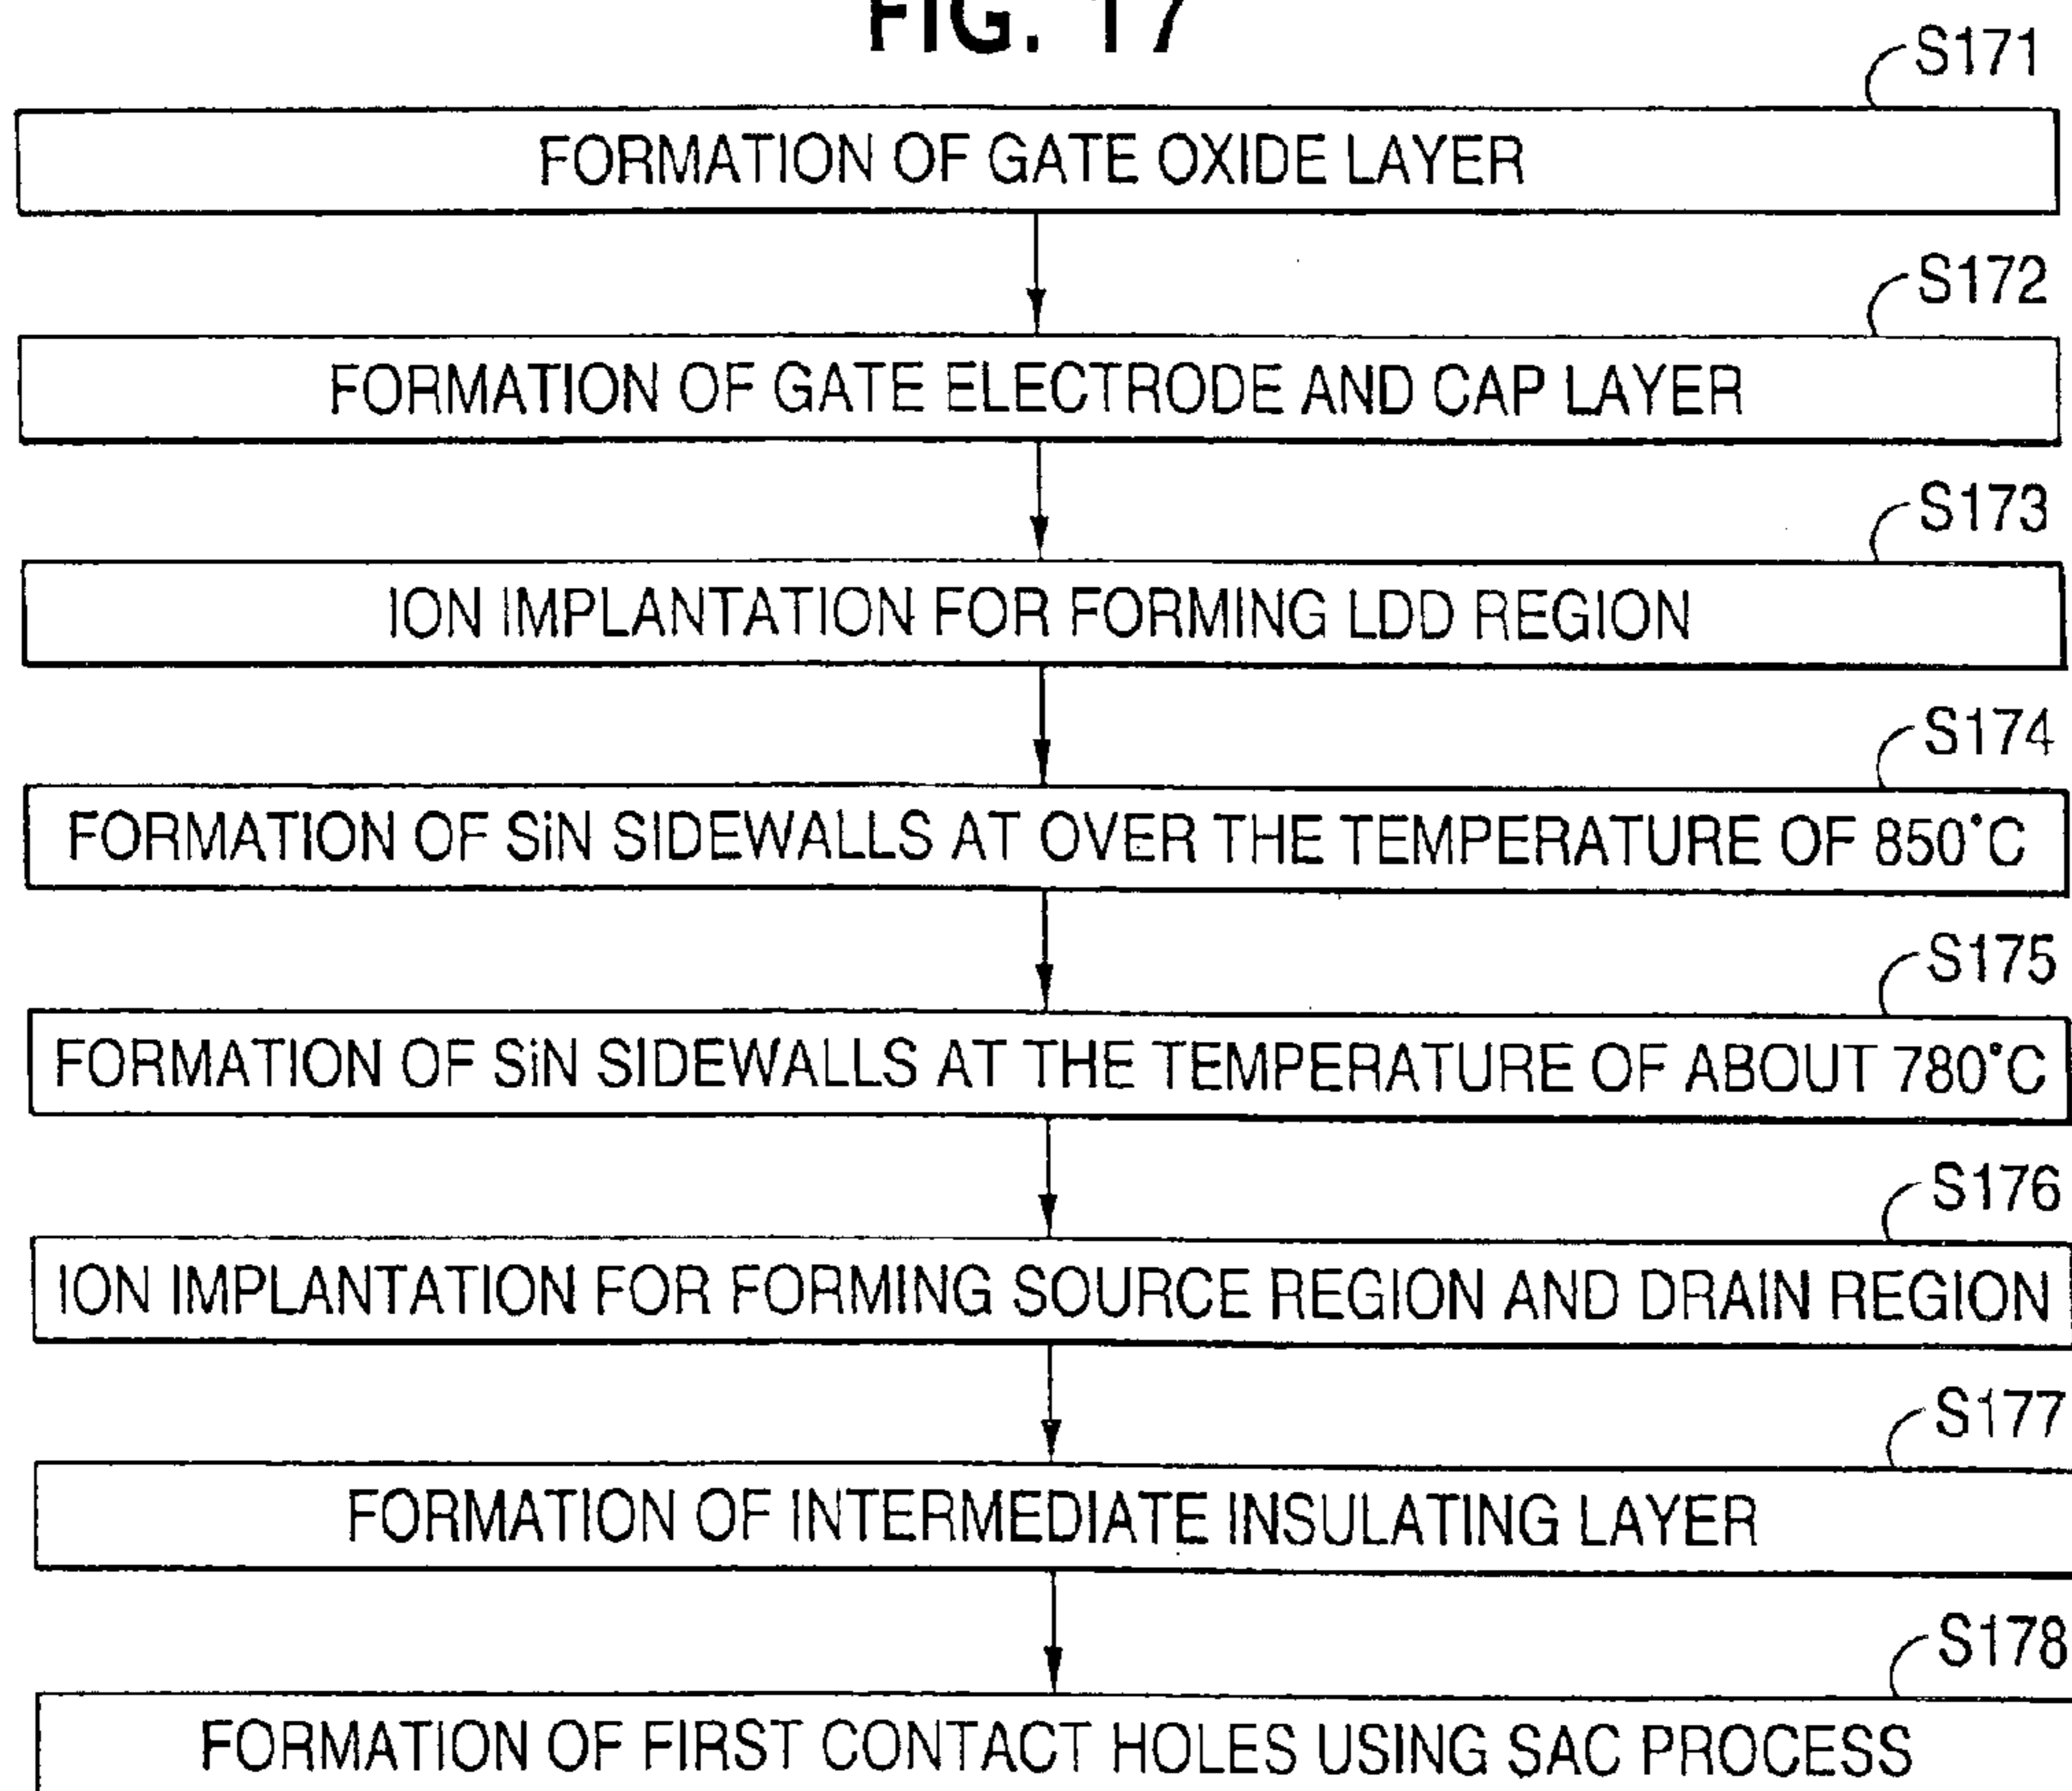 FIG. 17
S171
FORMATION OF GATE OXIDE LAYER
S172
FORMATION OF GATE ELECTRODE AND CAP LAYER
S173
ION IMPLANTATION FOR FORMING LDD REGION
S174
FORMATION OF SiN SIDEWALLS AT OVER THE TEMPERATURE OF 850°C
S175
FORMATION OF SiN SIDEWALLS AT THE TEMPERATURE OF ABOUT 780°C
S176
ION IMPLANTATION FOR FORMING SOURCE REGION AND DRAIN REGION
S177
FORMATION OF INTERMEDIATE INSULATING LAYER
S178
FORMATION OF FIRST CONTACT HOLES USING SAC PROCESS